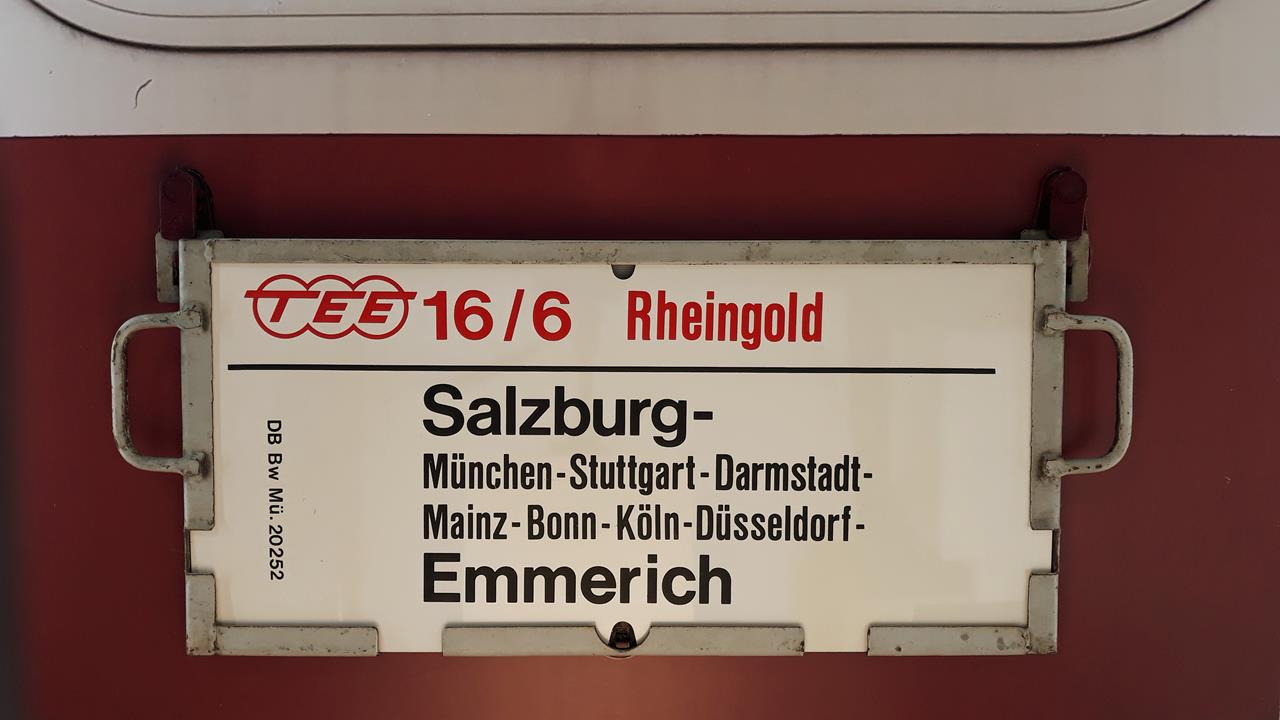 TEE 16/6 Rheingold
Salzburg-
München-Stuttgart-Darmstadt-
Mainz-Bonn-Köln-Düsseldorf-
Emmerich
DB Bw Mü. 20252